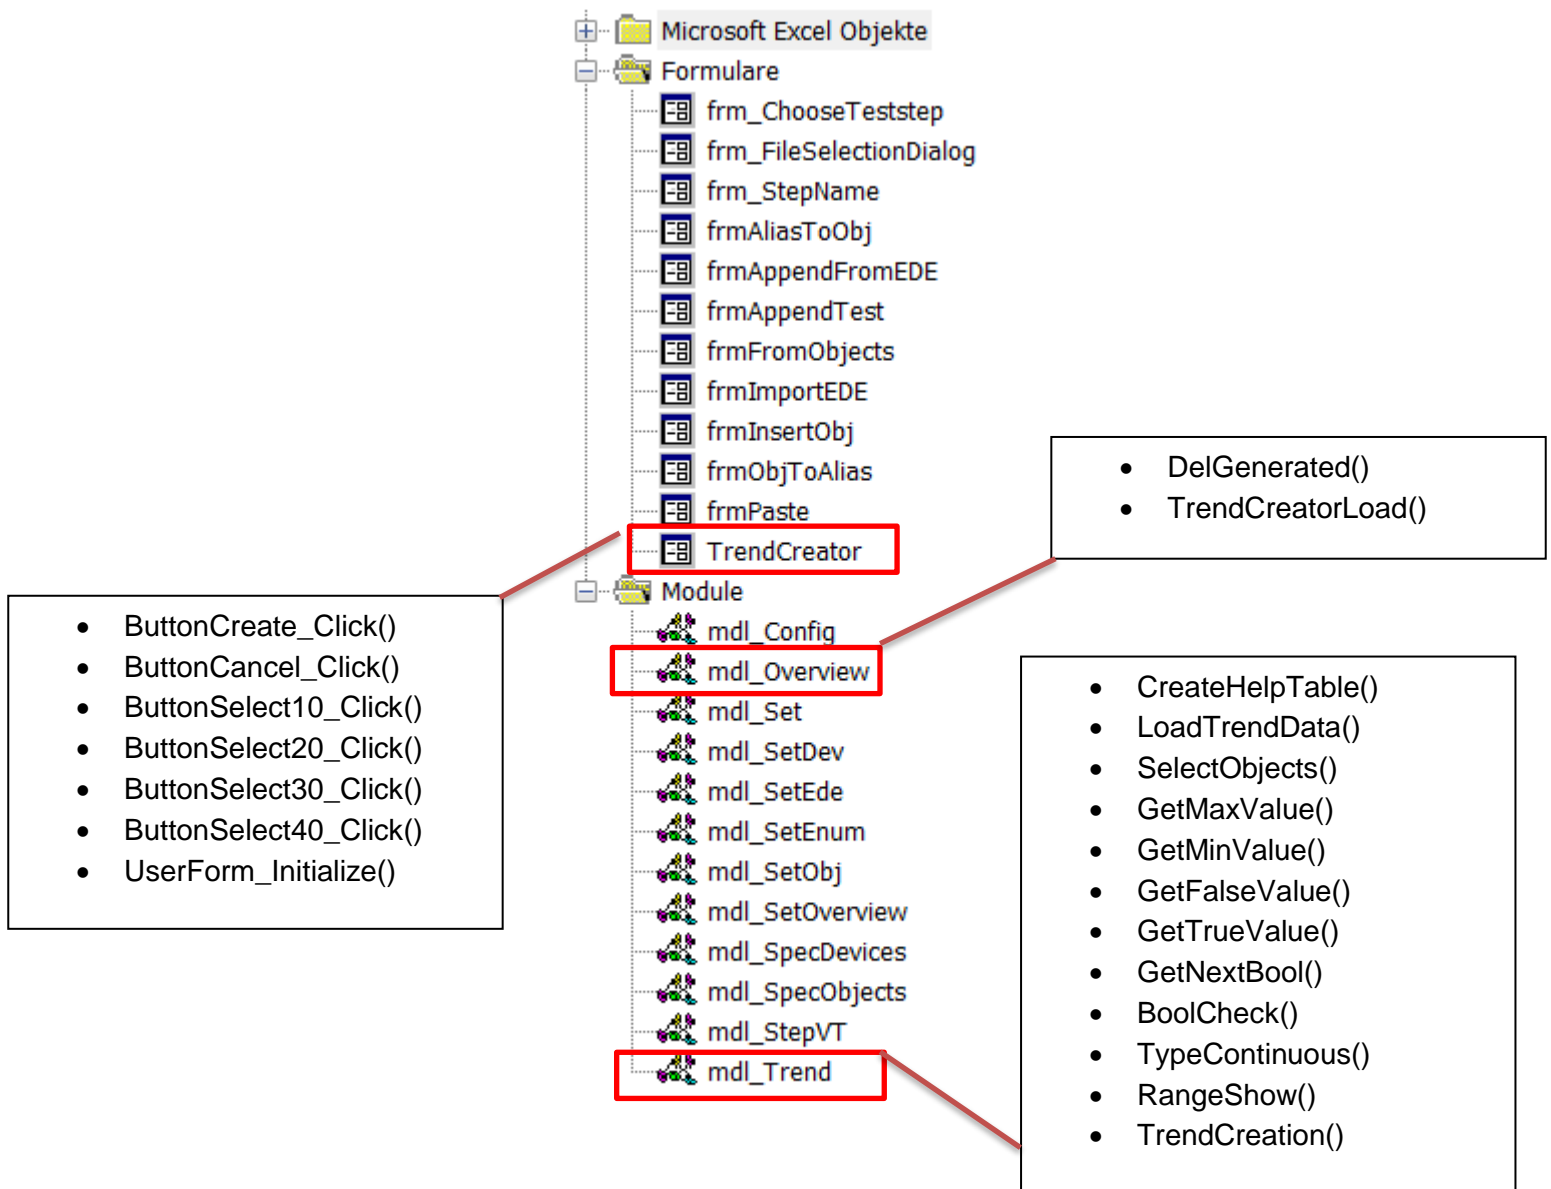 Microsoft Excel Objekte
Formulare
frm_ChooseTeststep
frm_FileSelectionDialog
frm_StepName
frmAliasToObj
frmAppendFromEDE
frmAppendTest
frmFromObjects
frmImportEDE
frmInsertObj
frmObjToAlias
frmPaste
TrendCreator
Module
mdl_Config
mdl_Overview
mdl_Set
mdl_SetDev
mdl_SetEde
mdl_SetEnum
mdl_SetObj
mdl_SetOverview
mdl_SpecDevices
mdl_SpecObjects
mdl_StepVT
mdl_Trend
• ButtonCreate_Click()
• ButtonCancel_Click()
• ButtonSelect10_Click()
• ButtonSelect20_Click()
• ButtonSelect30_Click()
• ButtonSelect40_Click()
• UserForm_Initialize()
• DelGenerated()
• TrendCreatorLoad()
• CreateHelpTable()
• LoadTrendData()
• SelectObjects()
• GetMaxValue()
• GetMinValue()
• GetFalseValue()
• GetTrueValue()
• GetNextBool()
• BoolCheck()
• TypeContinuous()
• RangeShow()
• TrendCreation()